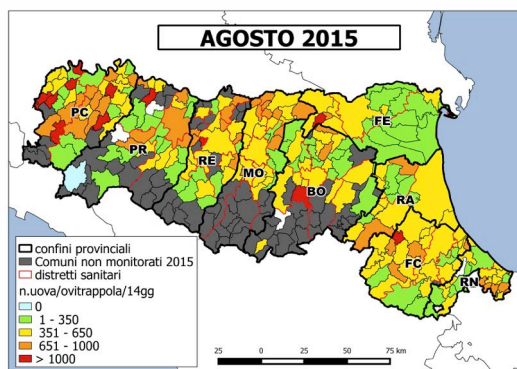 AGOSTO 2015
PC
PR
RE
MO
BO
FE
RA
FC
RN
confini provinciali
Comuni non monitorati 2015
distretti sanitari
n.uova/ovitrappola/14gg
0
1 - 350
351 - 650
651 - 1000
> 1000
25 0 25 50 75 km